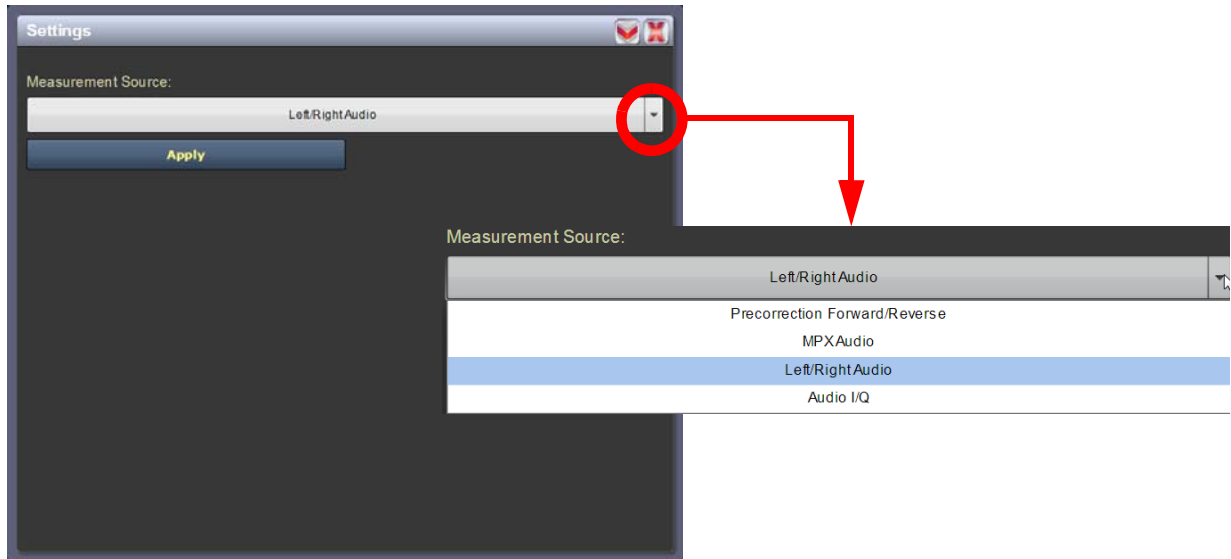 Settings
Measurement Source:
Left/Right Audio
Apply
Measurement Source:
Left/Right Audio
Precorrection Forward/Reverse
MPX Audio
Left/Right Audio
Audio I/Q